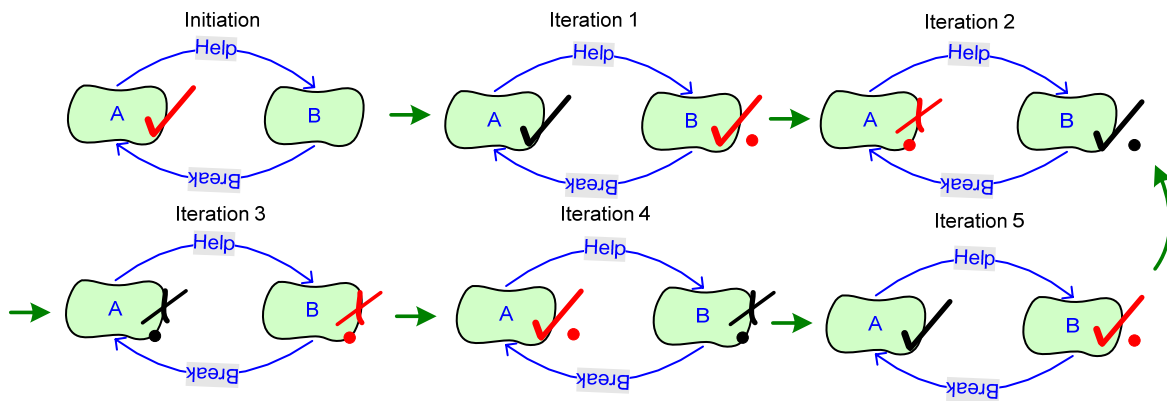 Initiation
Help
A
B
Break
Iteration 1
Help
A
B
Break
Iteration 2
Help
A
B
Break
Iteration 3
Help
A
B
Break
Iteration 4
Help
A
B
Break
Iteration 5
Help
A
B
Break